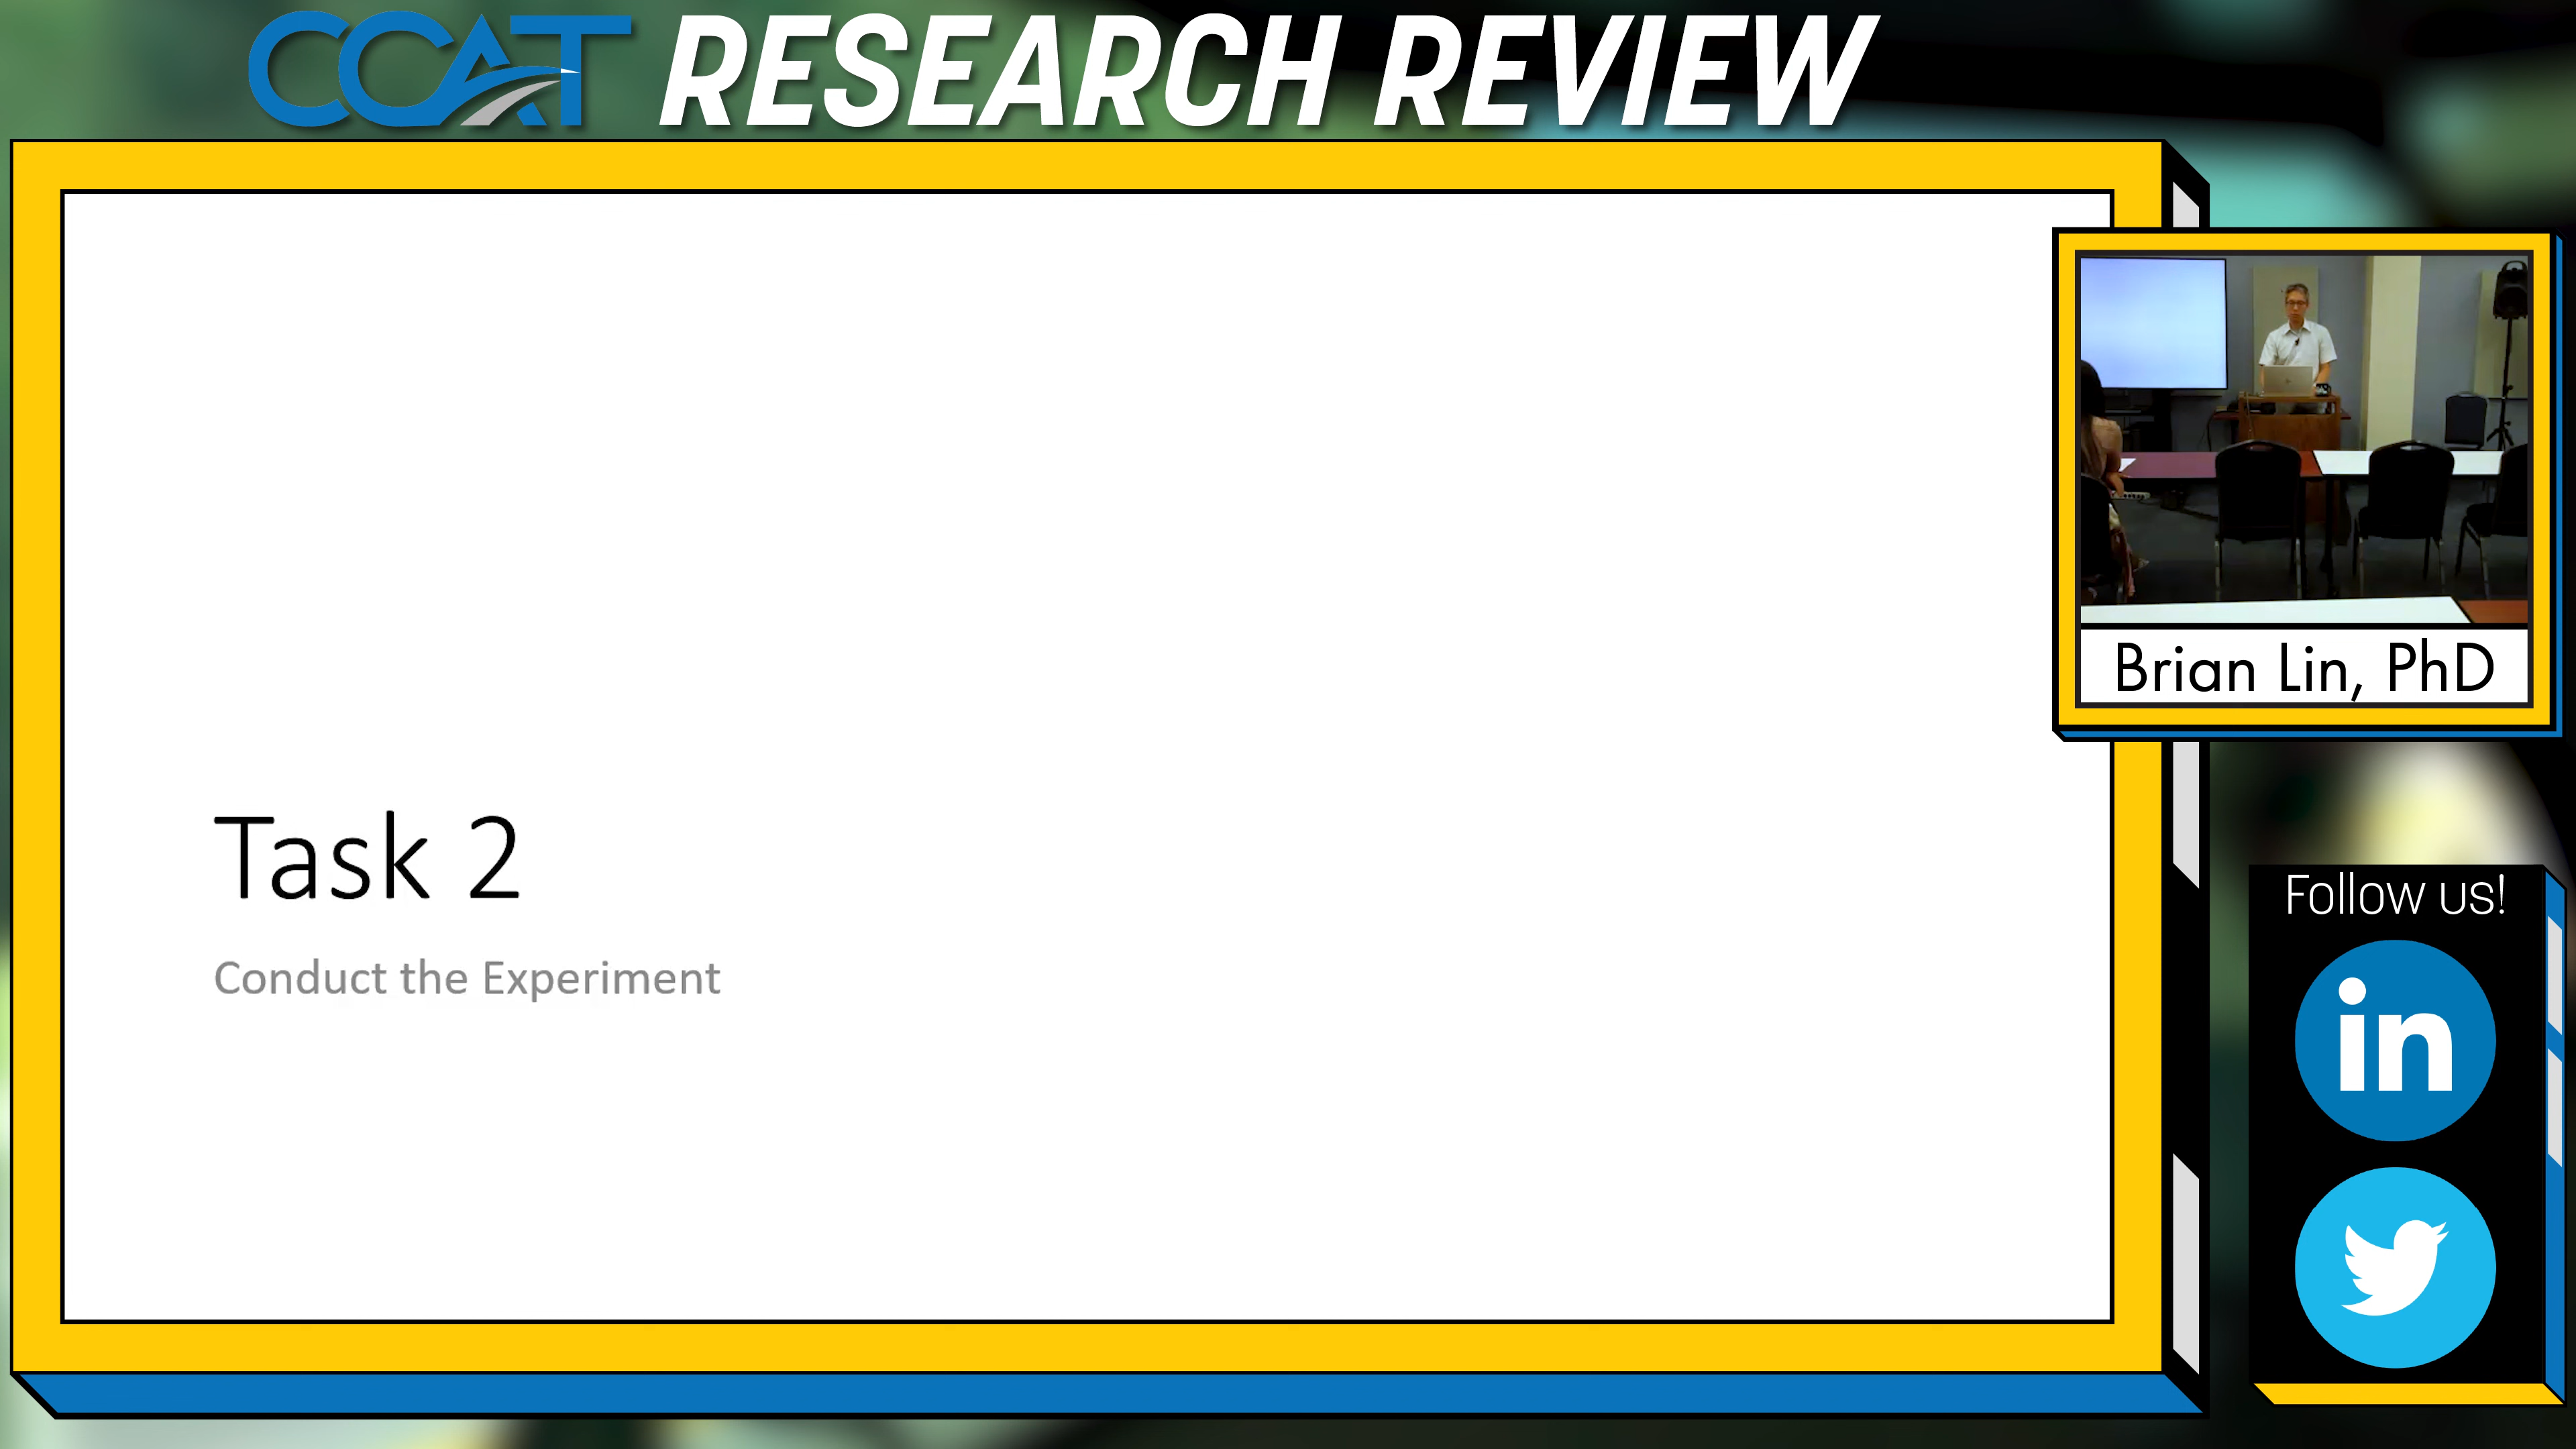 CCAT RESEARCH REVIEW
Task 2
Conduct the Experiment
Brian Lin, PhD
Follow us!
in